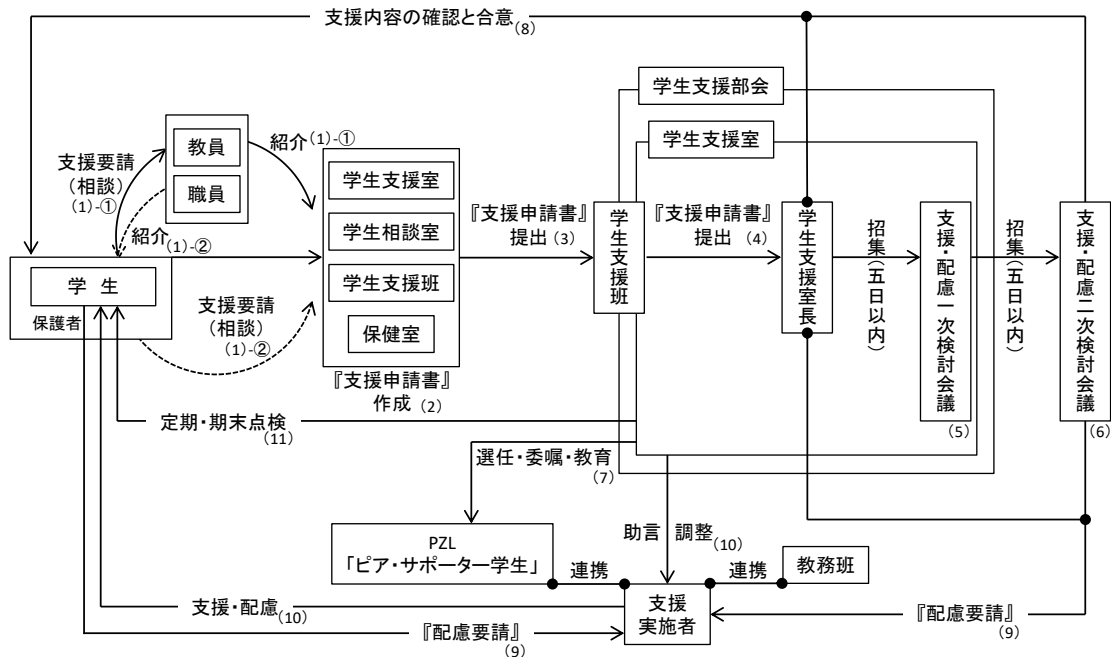 支援内容の確認と合意(8)
学生支援部会
学生支援室
教員
職員
支援要請
(相談)
(1)-①
紹介(1)-①
紹介(1)-②
学生
保護者
支援要請
(相談)
(1)-②
学生支援室
学生相談室
学生支援班
保健室
『支援申請書』
作成(2)
『支援申請書』
提出(3)
学生支援班
『支援申請書』
提出(4)
学生支援室長
招集(五日以内)
支援・配慮一次検討会議
(5)
招集(五日以内)
支援・配慮二次検討会議
(6)
定期・期末点検
(11)
選任・委嘱・教育
(7)
PZL
「ピア・サポーター学生」
助言 調整(10)
連携
連携
教務班
支援
実施者
支援・配慮(10)
『配慮要請』
(9)
『配慮要請』
(9)